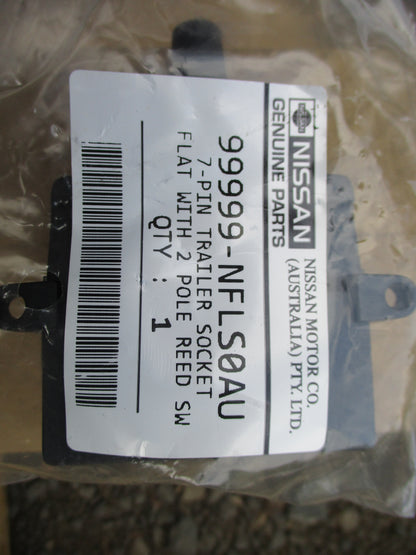 NISSAN
GENUINE PARTS
NISSAN MOTOR CO.
(AUSTRALIA) PTY. LTD.
99999-NFLS0AU
7-PIN TRAILER SOCKET
FLAT WITH 2 POLE REED SW
QTY : 1